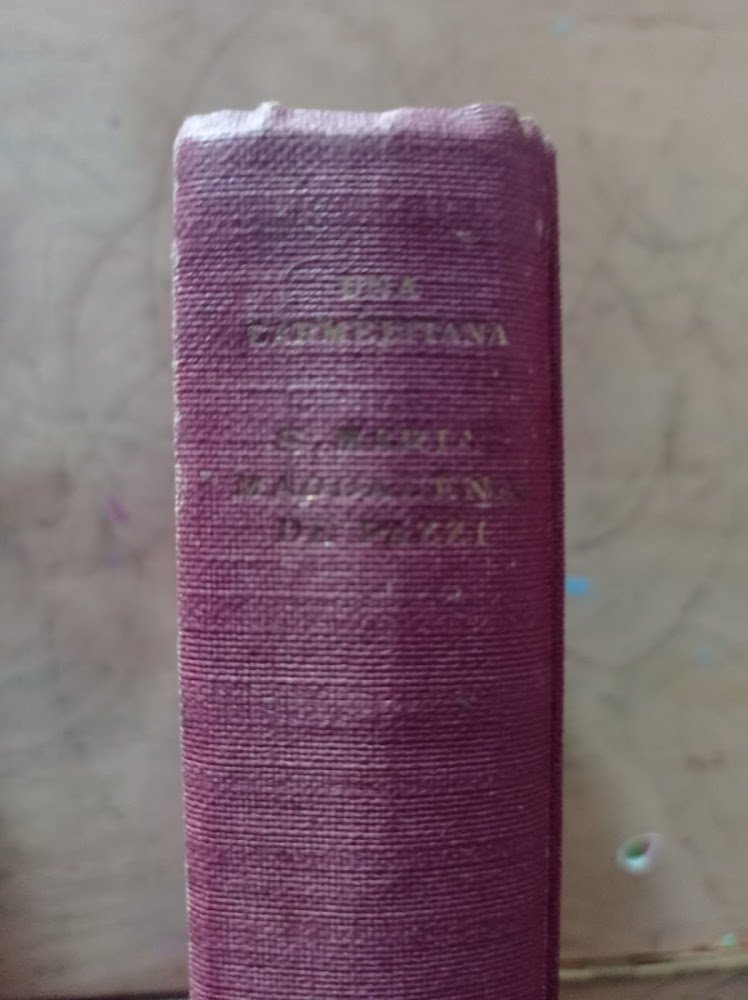 UNA
CARMELITANA
S. MARIA
MADDALENA
DE' PAZZI